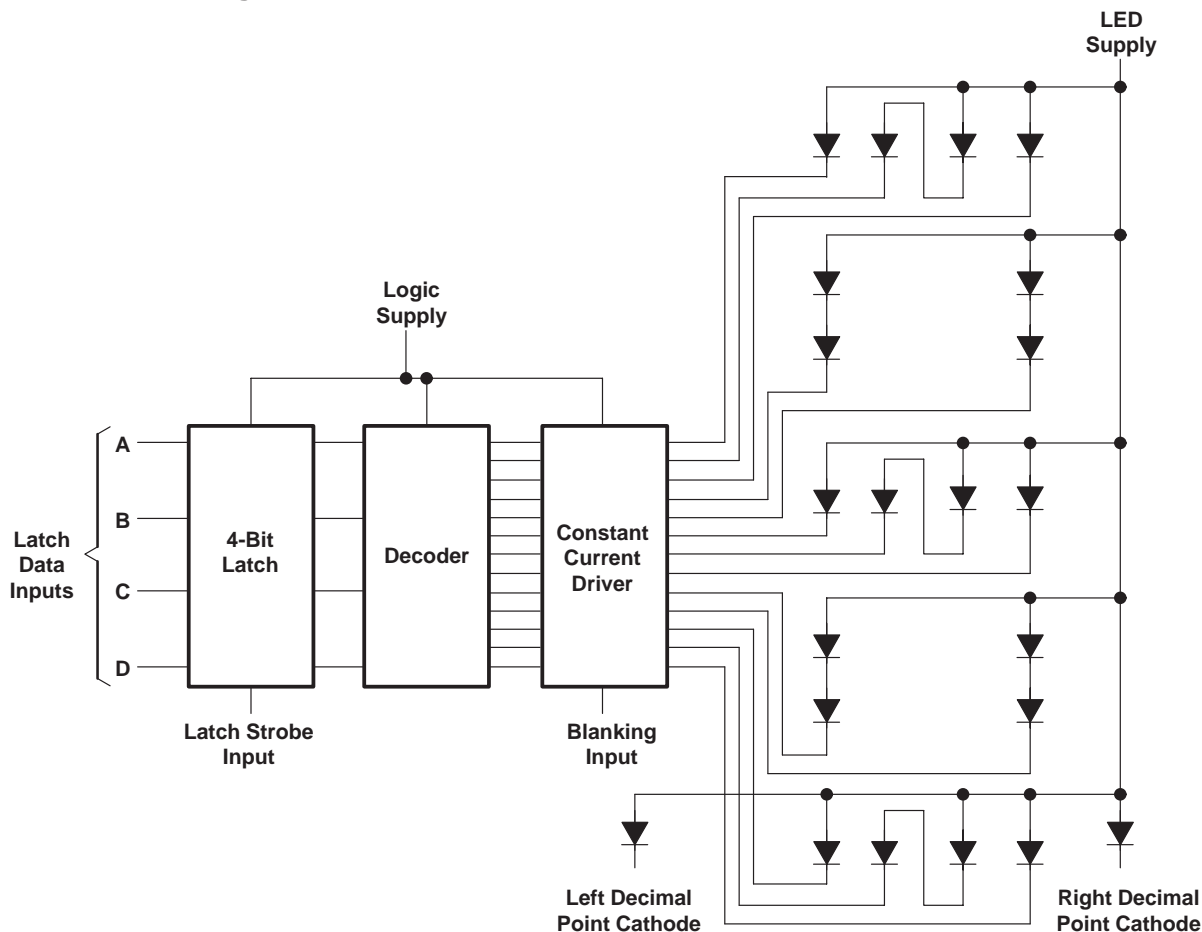 LED
Supply
Logic
Supply
A
B
C
D
Latch
Data
Inputs
4-Bit
Latch
Decoder
Constant
Current
Driver
Latch Strobe
Input
Blanking
Input
Left Decimal
Point Cathode
Right Decimal
Point Cathode